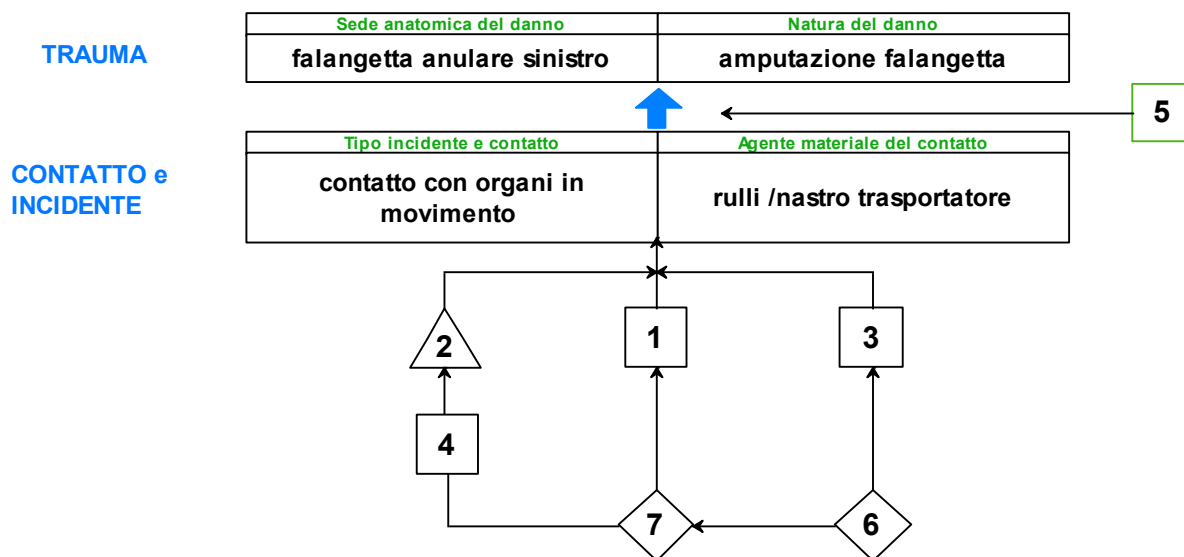 Sede anatomica del danno
Natura del danno
TRAUMA
falangetta anulare sinistro
amputazione falangetta
5
Tipo incidente e contatto
Agente materiale del contatto
CONTATTO e
INCIDENTE
contatto con organi in
movimento
rulli /nastro trasportatore
2
1
3
4
7
6